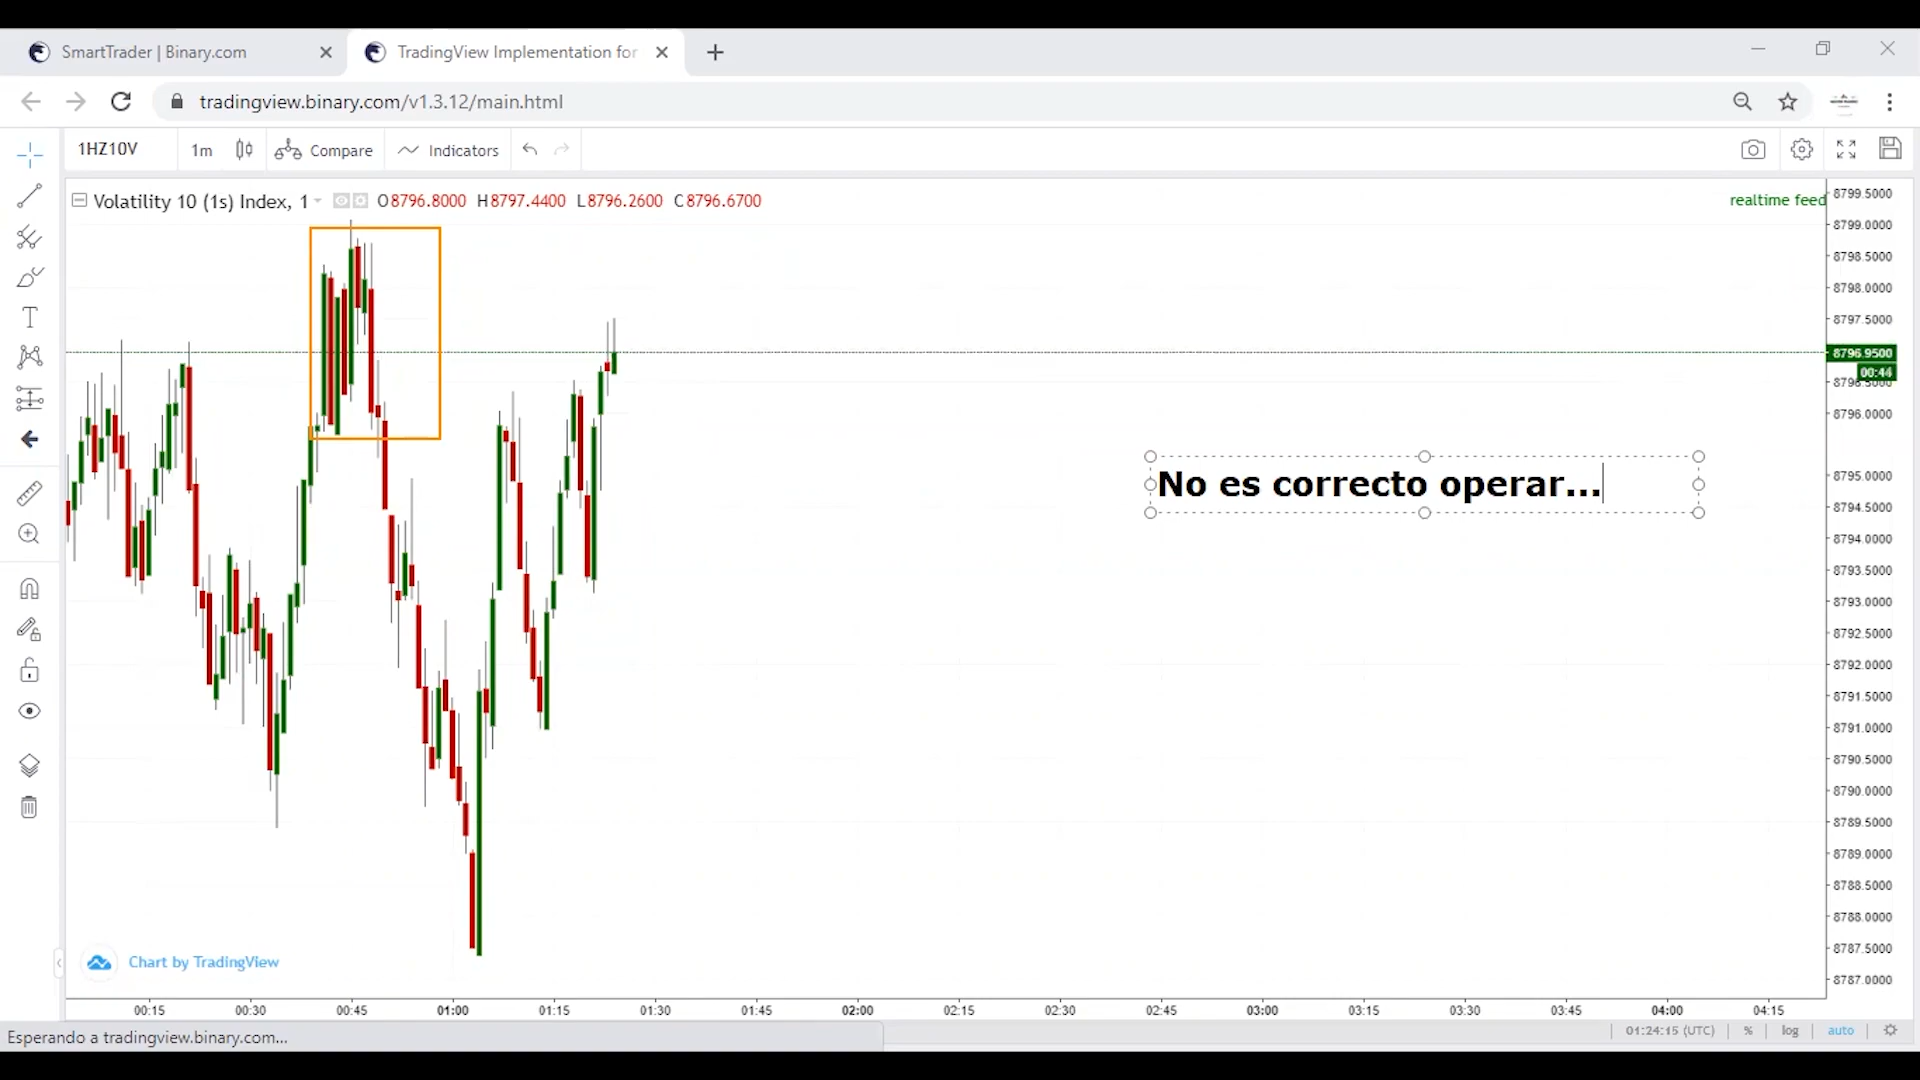 SmartTrader | Binary.com
TradingView Implementation for
tradingview.binary.com/v1.3.12/main.html
1HZ10V
1m
Compare
Indicators
Volatility 10 (1s) Index, 1
O8796.8000 H8797.4400 L8796.2600 C8796.6700
realtime feed
8799.5000
8799.0000
8798.5000
8798.0000
8797.5000
8796.9500
00:44
8796.5000
8796.0000
No es correcto operar...
8795.0000
8794.5000
8794.0000
8793.5000
8793.0000
8792.5000
8792.0000
8791.5000
8791.0000
8790.5000
8790.0000
8789.5000
8789.0000
8788.5000
8788.0000
8787.5000
8787.0000
Chart by TradingView
00:15 00:30 00:45 01:00 01:15 01:30 01:45 02:00 02:15 02:30 02:45 03:00 03:15 03:30 03:45 04:00 04:15
Esperando a tradingview.binary.com...
01:24:15 (UTC) % log auto